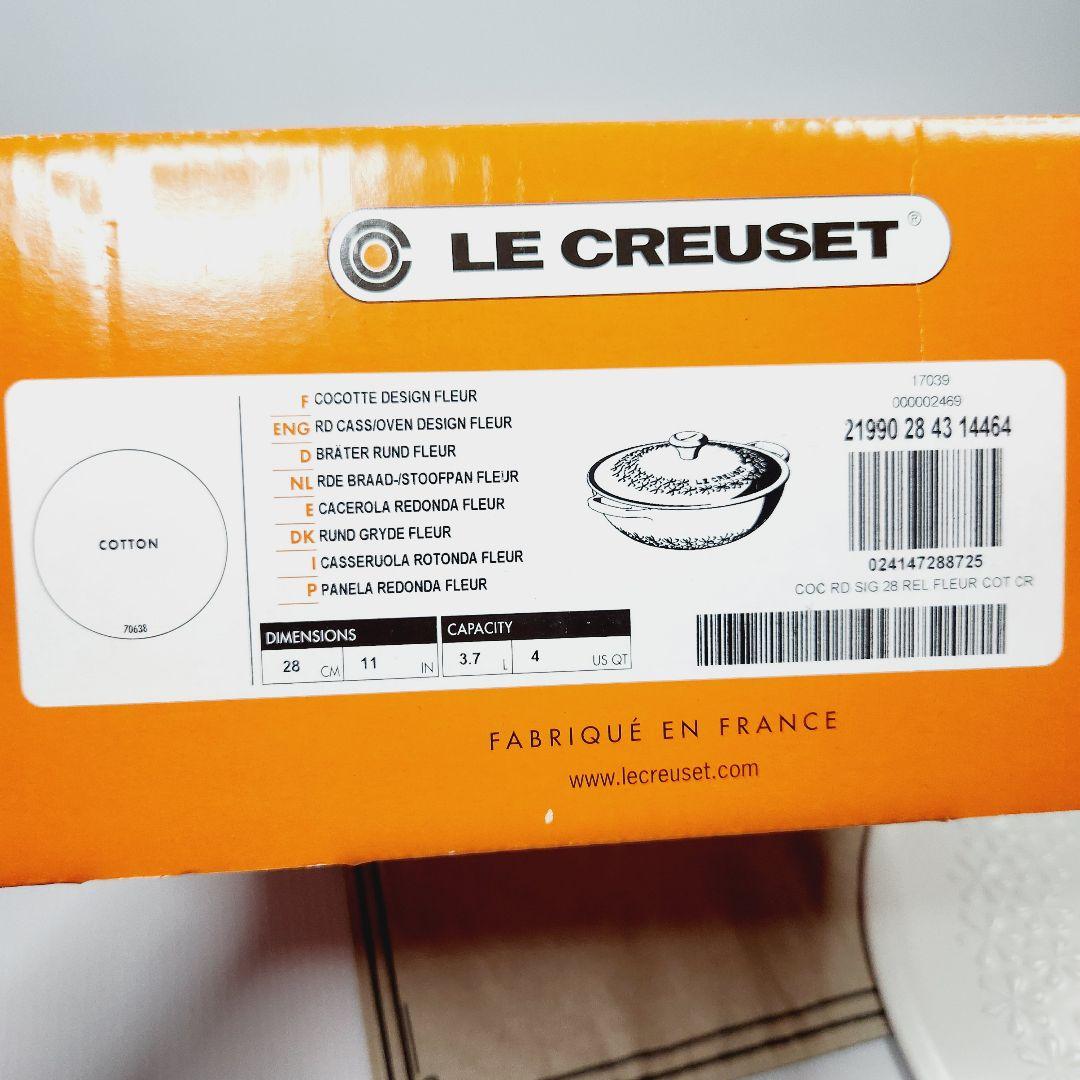 LE CREUSET®
COTTON
70638
F COCOTTE DESIGN FLEUR
ENG RD CASS/OVEN DESIGN FLEUR
D BRÄTER RUND FLEUR
NL RDE BRAAD-/STOOFPAN FLEUR
E CACEROLA REDONDA FLEUR
DK RUND GRYDE FLEUR
I CASSERUOLA ROTONDA FLEUR
P PANELA REDONDA FLEUR
DIMENSIONS
28 CM 11 IN
CAPACITY
3.7 L 4 US QT
LE CREUSET
17039
000002469
21990 28 43 14464
024147288725
COC RD SIG 28 REL FLEUR COT CR
FABRIQUÉ EN FRANCE
www.lecreuset.com